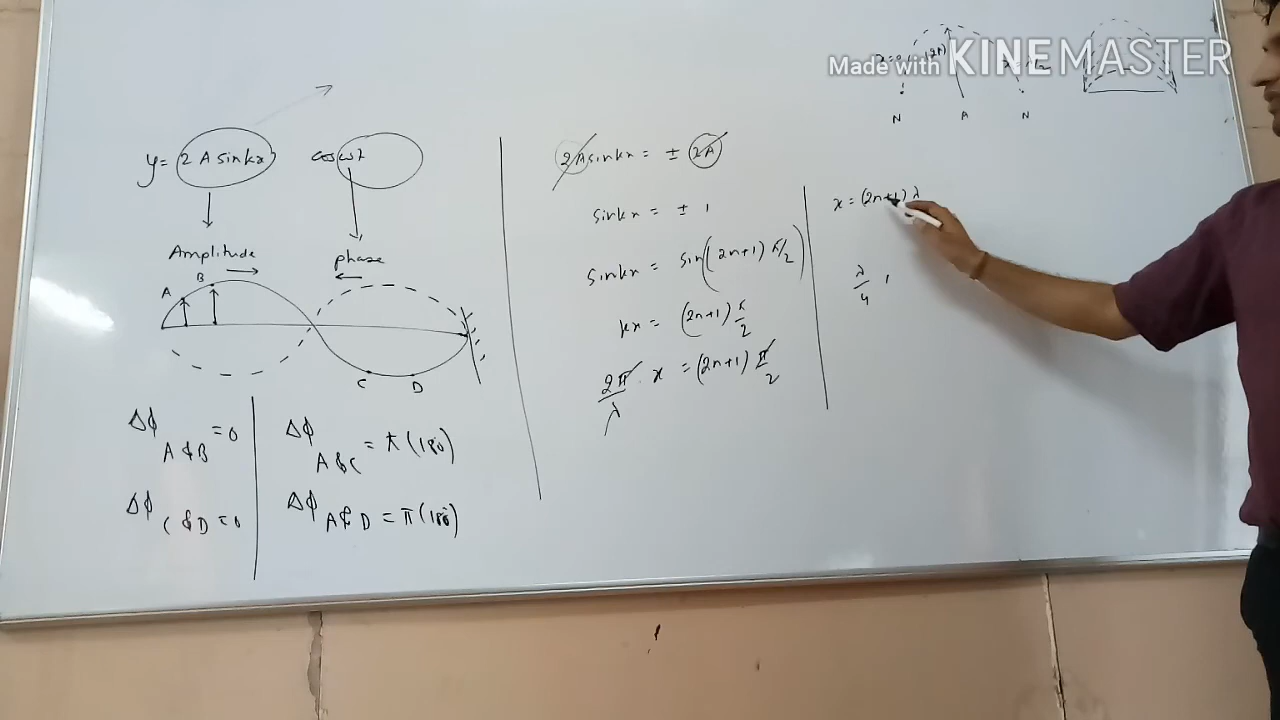 Made with KINEMASTER
N A N
y = 2 A sinkx cos ωt
Amplitude phase
A B
C D
Δφ A & B = 0
Δφ C & D = 0
Δφ A & C = π (180°)
Δφ A & D = π (180°)
2A sinkx = ± 2A
sinkx = ± 1
sinkx = sin((2n+1) π/2)
kx = (2n+1) π/2
2π/λ · x = (2n+1) π/2
x = (2n+1) λ
λ/4 ,